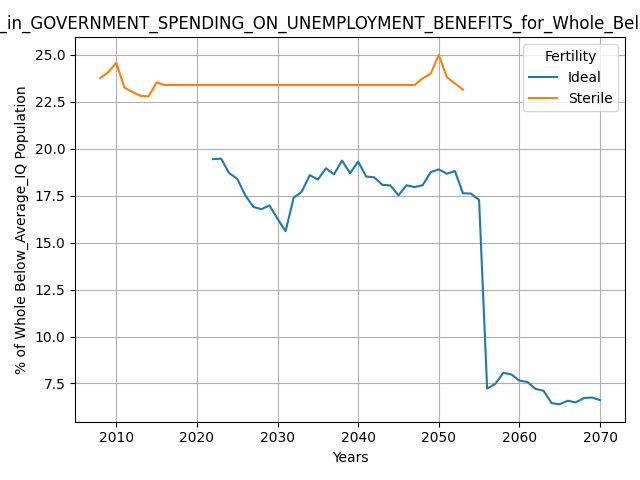 _in_GOVERNMENT_SPENDING_ON_UNEMPLOYMENT_BENEFITS_for_Whole_Bel
25.0
22.5
20.0
17.5
15.0
12.5
10.0
7.5
% of Whole Below_Average_IQ Population
Fertility
Ideal
Sterile
2010 2020 2030 2040 2050 2060 2070
Years